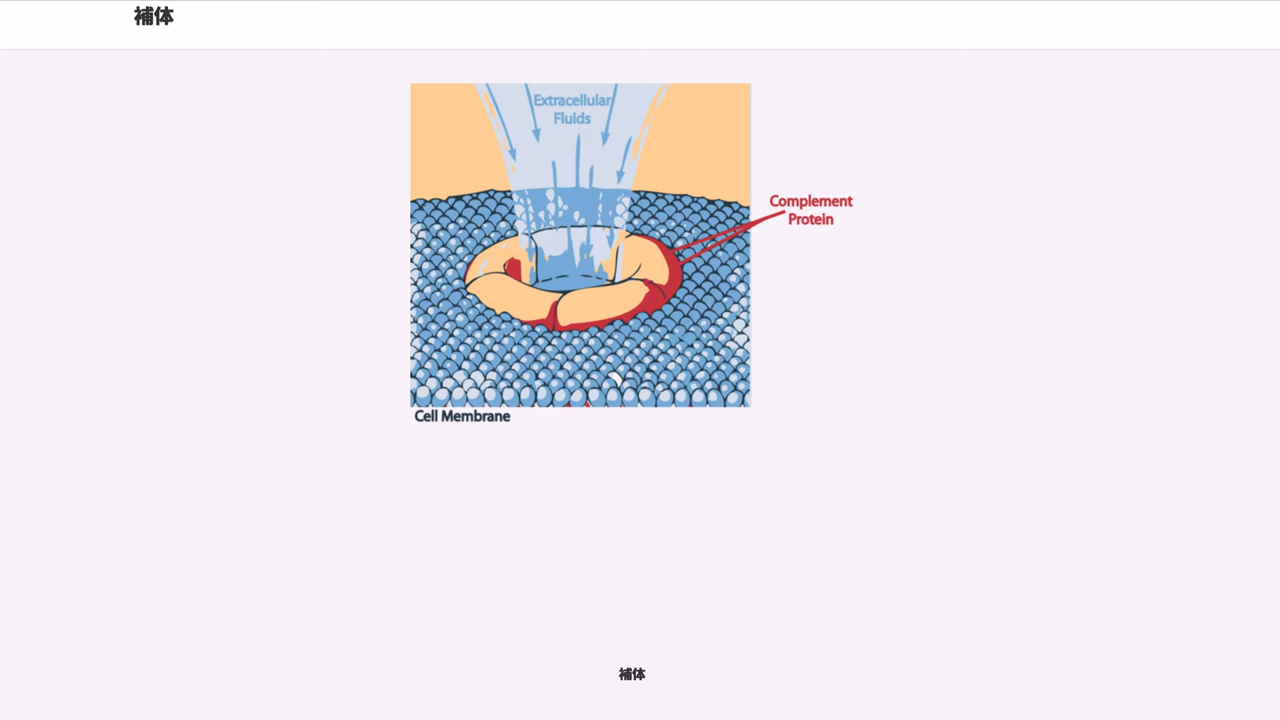 補体
Extracellular
Fluids
Complement
Protein
Cell Membrane
補体